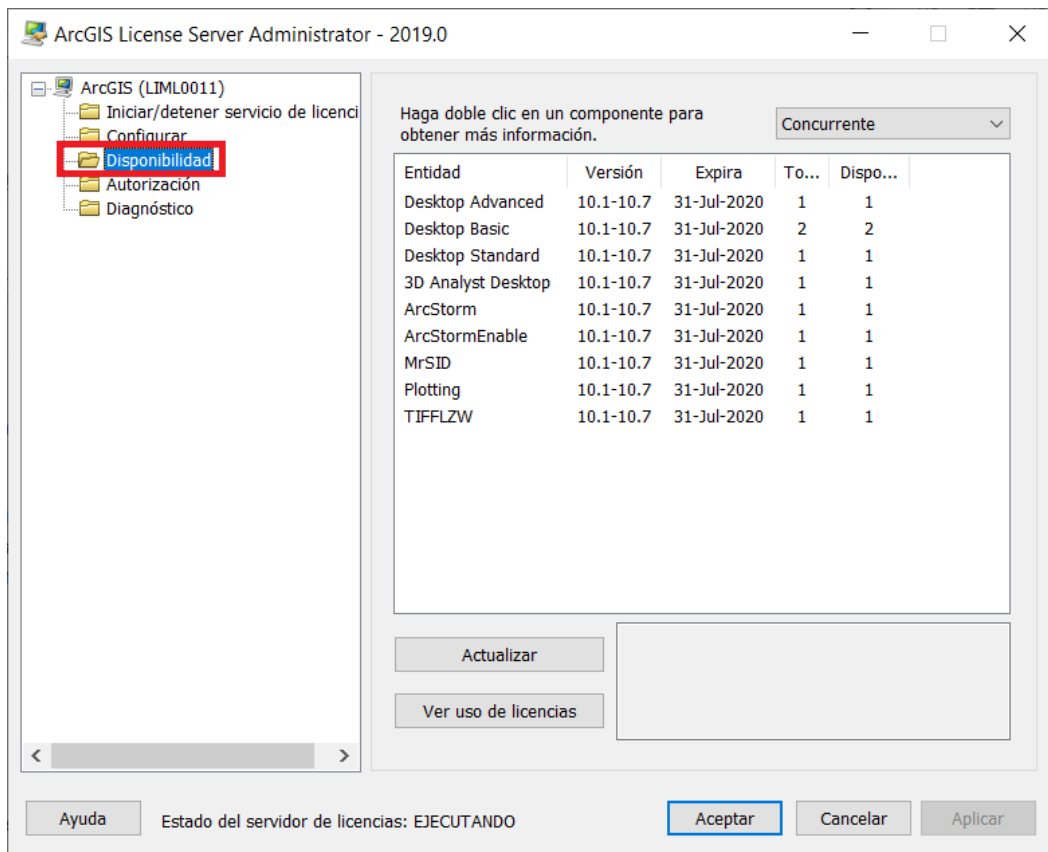 ArcGIS License Server Administrator - 2019.0
ArcGIS (LIML0011)
Iniciar/detener servicio de licenci
Configurar
Disponibilidad
Autorización
Diagnóstico
Haga doble clic en un componente para
obtener más información.
Concurrente
Entidad Versión Expira To... Dispo...
Desktop Advanced 10.1-10.7 31-Jul-2020 1 1
Desktop Basic 10.1-10.7 31-Jul-2020 2 2
Desktop Standard 10.1-10.7 31-Jul-2020 1 1
3D Analyst Desktop 10.1-10.7 31-Jul-2020 1 1
ArcStorm 10.1-10.7 31-Jul-2020 1 1
ArcStormEnable 10.1-10.7 31-Jul-2020 1 1
MrSID 10.1-10.7 31-Jul-2020 1 1
Plotting 10.1-10.7 31-Jul-2020 1 1
TIFFLZW 10.1-10.7 31-Jul-2020 1 1
Actualizar
Ver uso de licencias
Ayuda Estado del servidor de licencias: EJECUTANDO Aceptar Cancelar Aplicar